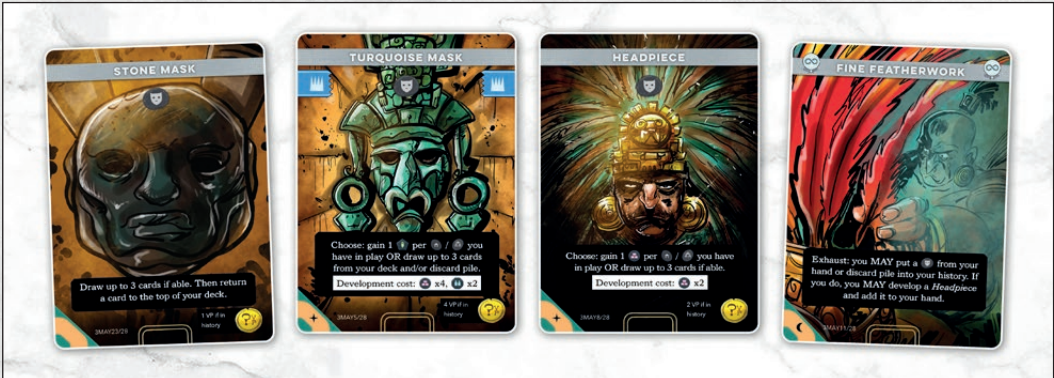 STONE MASK
Draw up to 3 cards if able. Then return
a card to the top of your deck.
1 VP if in
history
?/2
3MAY23/28
TURQUOISE MASK
Choose: gain 1 per / you
have in play OR draw up to 3 cards
from your deck and/or discard pile.
Development cost: x4, x2
4 VP if in
history
3MAY5/28
HEADPIECE
Choose: gain 1 per / you have
in play OR draw up to 3 cards if able.
Development cost: x2
2 VP if in
history
3MAY8/28
FINE FEATHERWORK
Exhaust: you MAY put a from your
hand or discard pile into your history. If
you do, you MAY develop a Headpiece
and add it to your hand.
3MAY11/28